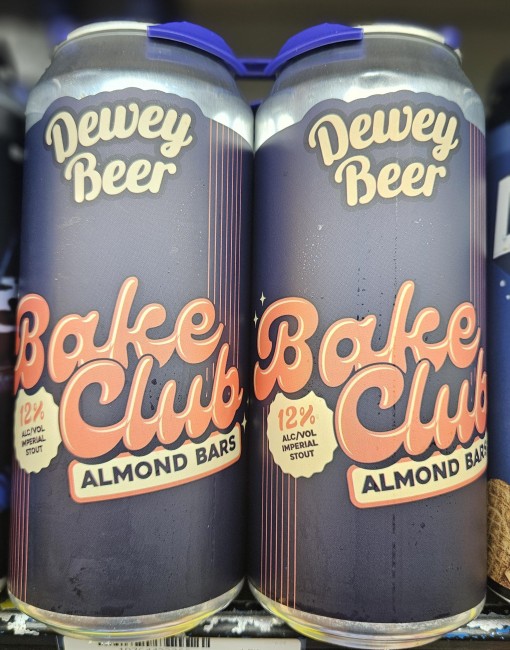 Dewey
Beer
Bake
Club
12%
ALC/VOL
IMPERIAL
STOUT
ALMOND BARS
Dewey
Beer
Bake
Club
12%
ALC/VOL
IMPERIAL
STOUT
ALMOND BARS